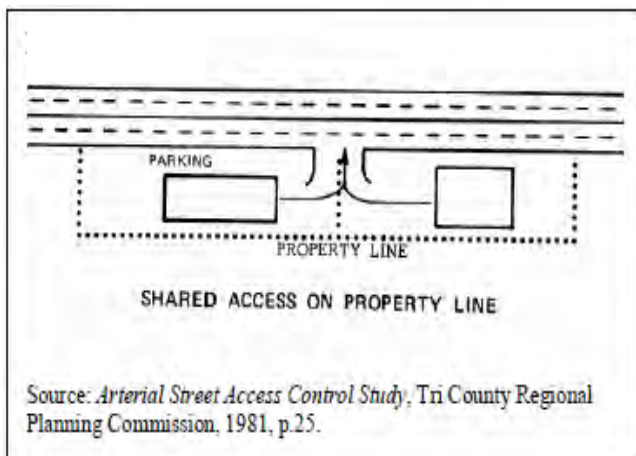 PARKING
PROPERTY LINE
SHARED ACCESS ON PROPERTY LINE
Source: Arterial Street Access Control Study, Tri County Regional
Planning Commission, 1981, p.25.